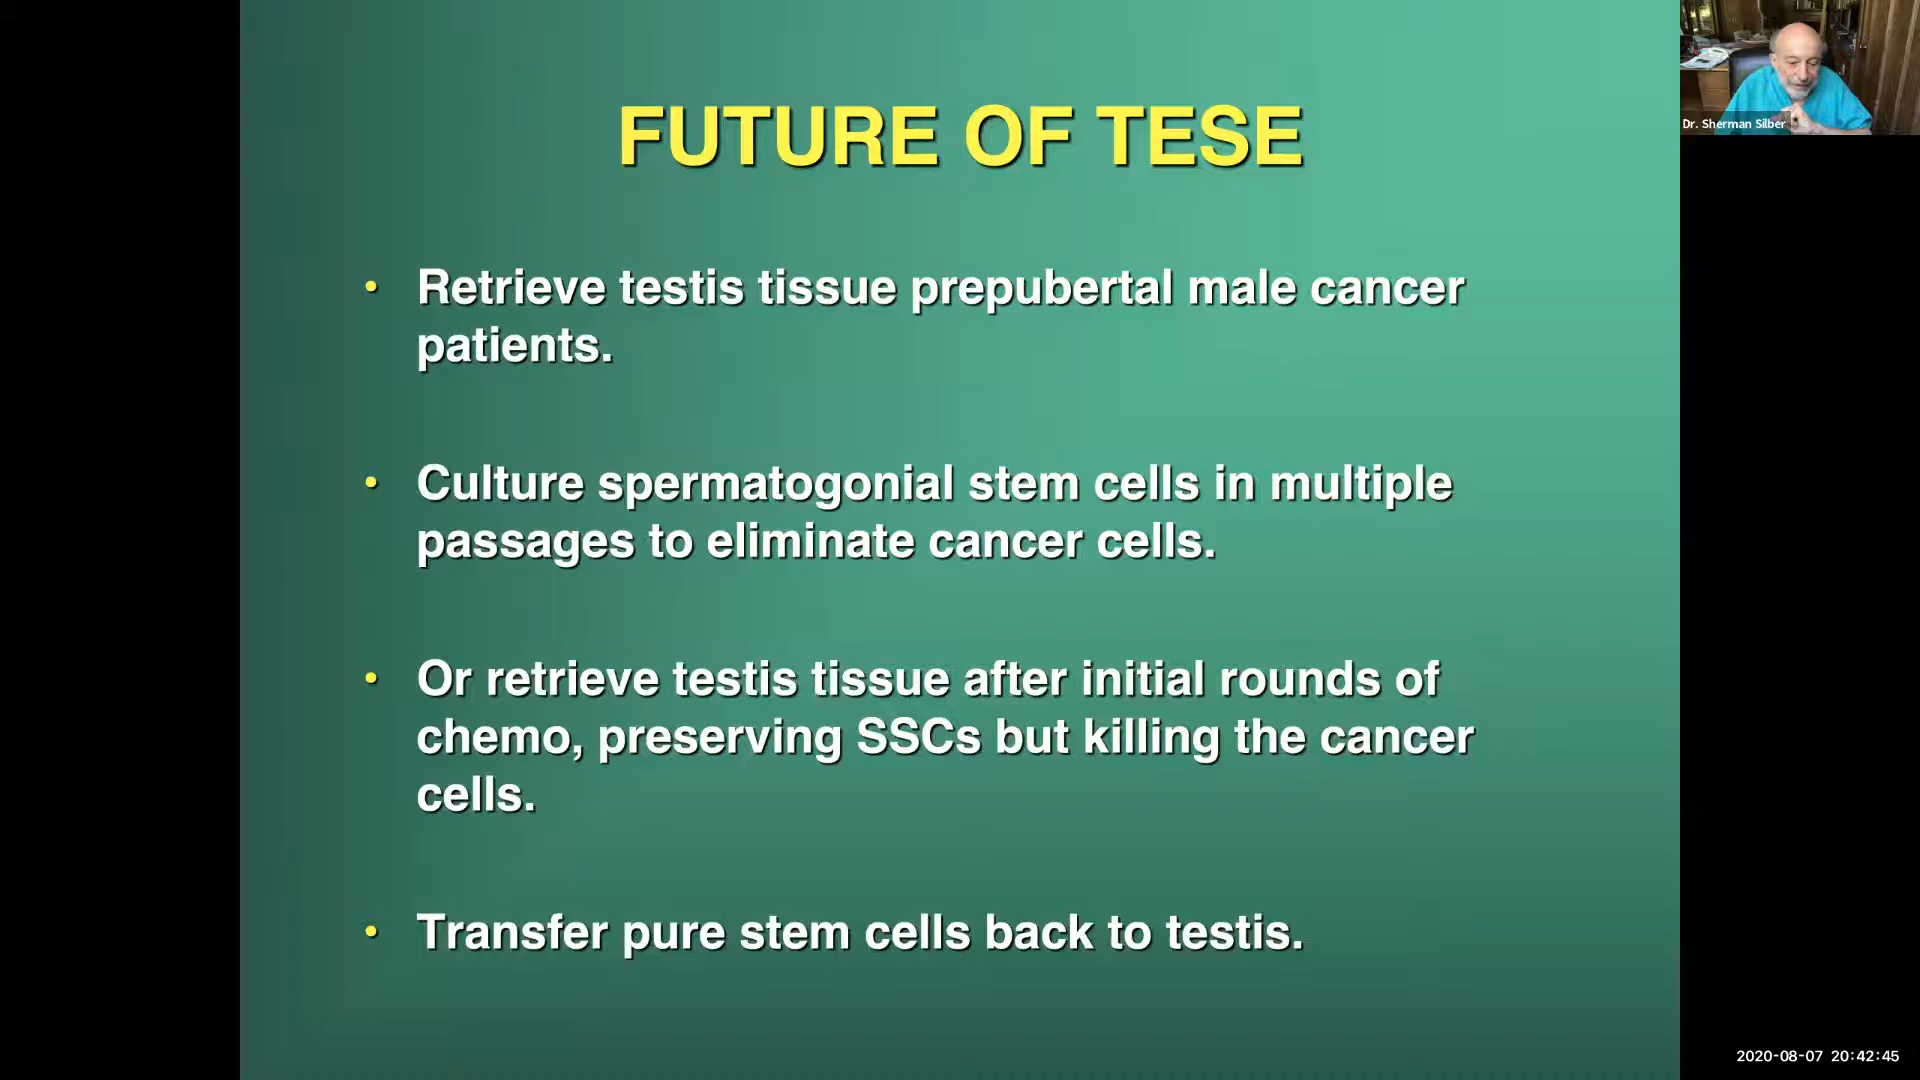 FUTURE OF TESE
Dr. Sherman Silber
• Retrieve testis tissue prepubertal male cancer
patients.
• Culture spermatogonial stem cells in multiple
passages to eliminate cancer cells.
• Or retrieve testis tissue after initial rounds of
chemo, preserving SSCs but killing the cancer
cells.
• Transfer pure stem cells back to testis.
2020-08-07 20:42:45